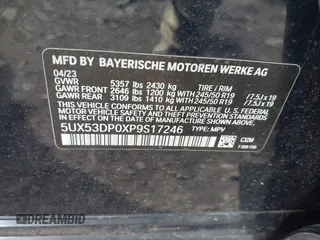 MFD BY BAYERISCHE MOTOREN WERKE AG
04/23
GVWR 5357 lbs 2430 kg TIRE / RIM
GAWR FRONT 2646 lbs 1200 kg WITH 245/50 R19 / 7.5J x 19
GAWR REAR 3109 lbs 1410 kg WITH 245/50 R19 / 7.5J x 19
THIS VEHICLE CONFORMS TO ALL APPLICABLE U.S. FEDERAL
MOTOR VEHICLE SAFETY, BUMPER, AND THEFT PREVENTION
STANDARDS IN EFFECT ON THE DATE OF MANUFACTURE
SHOWN ABOVE.
5UX53DP0XP9S17246 TYPE: MPV
AUTOBIDMASTER